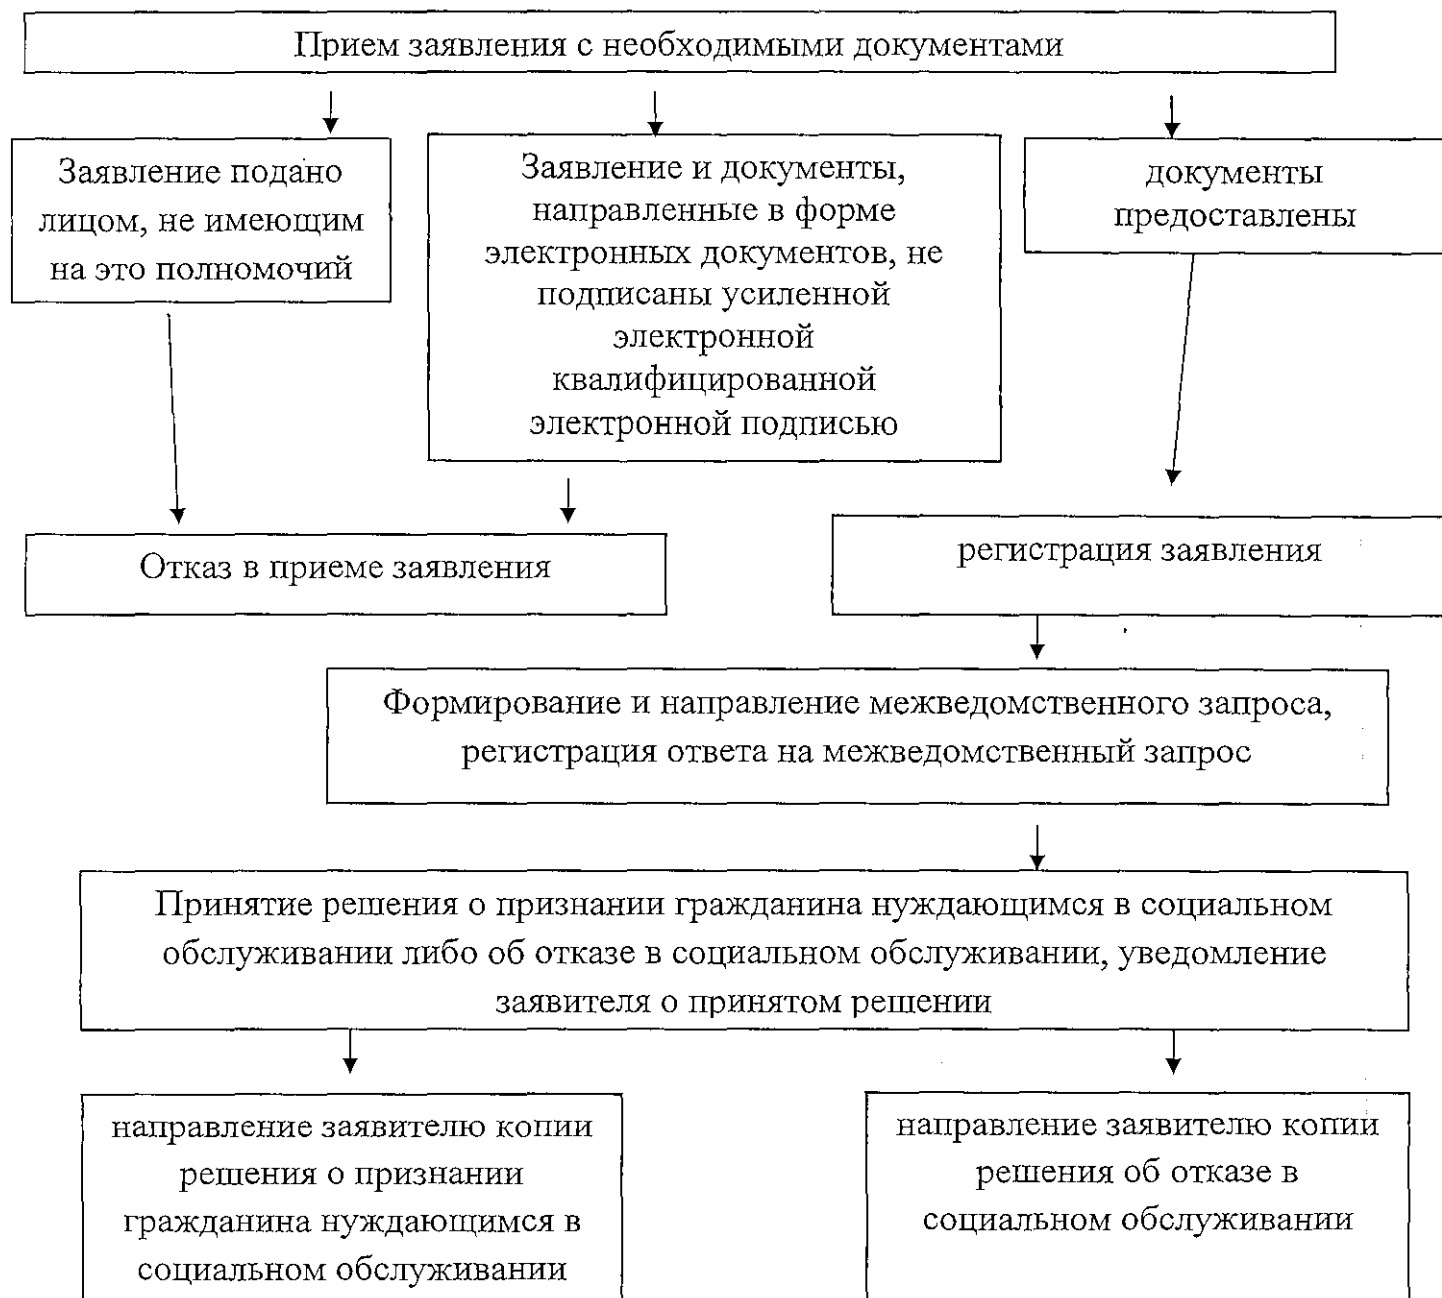 Прием заявления с необходимыми документами
Заявление подано
лицом, не имеющим
на это полномочий
Заявление и документы,
направленные в форме
электронных документов, не
подписаны усиленной
электронной
квалифицированной
электронной подписью
документы
предоставлены
Отказ в приеме заявления
регистрация заявления
Формирование и направление межведомственного запроса,
регистрация ответа на межведомственный запрос
Принятие решения о признании гражданина нуждающимся в социальном
обслуживании либо об отказе в социальном обслуживании, уведомление
заявителя о принятом решении
направление заявителю копии
решения о признании
гражданина нуждающимся в
социальном обслуживании
направление заявителю копии
решения об отказе в
социальном обслуживании